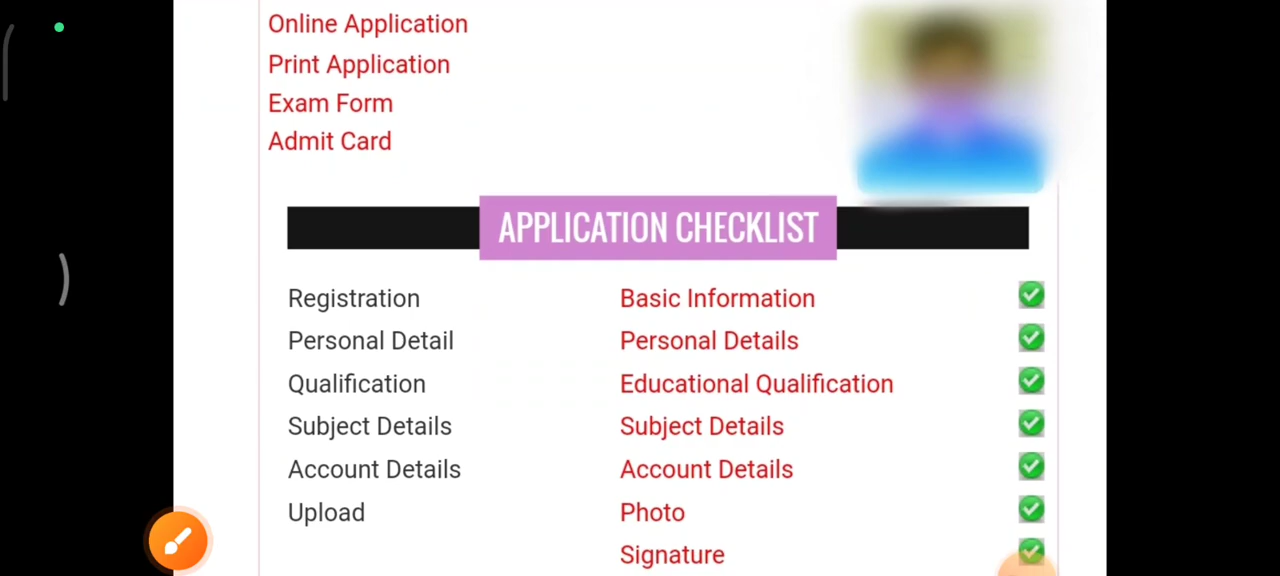 Online Application
Print Application
Exam Form
Admit Card
APPLICATION CHECKLIST
Registration Basic Information
Personal Detail Personal Details
Qualification Educational Qualification
Subject Details Subject Details
Account Details Account Details
Upload Photo
Signature